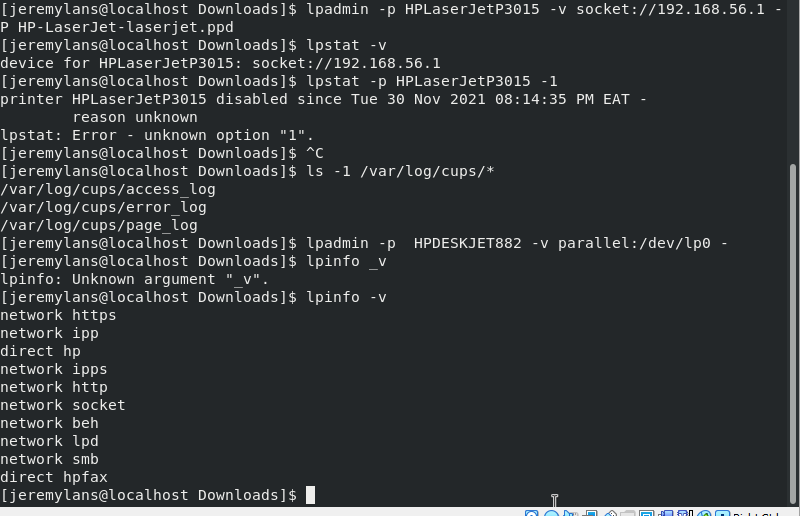 [jeremylans@localhost Downloads]$ lpadmin -p HPLaserJetP3015 -v socket://192.168.56.1 -
P HP-LaserJet-laserjet.ppd
[jeremylans@localhost Downloads]$ lpstat -v
device for HPLaserJetP3015: socket://192.168.56.1
[jeremylans@localhost Downloads]$ lpstat -p HPLaserJetP3015 -1
printer HPLaserJetP3015 disabled since Tue 30 Nov 2021 08:14:35 PM EAT -
        reason unknown
lpstat: Error - unknown option "1".
[jeremylans@localhost Downloads]$ ^C
[jeremylans@localhost Downloads]$ ls -1 /var/log/cups/*
/var/log/cups/access_log
/var/log/cups/error_log
/var/log/cups/page_log
[jeremylans@localhost Downloads]$ lpadmin -p  HPDESKJET882 -v parallel:/dev/lp0 -
[jeremylans@localhost Downloads]$ lpinfo _v
lpinfo: Unknown argument "_v".
[jeremylans@localhost Downloads]$ lpinfo -v
network https
network ipp
direct hp
network ipps
network http
network socket
network beh
network lpd
network smb
direct hpfax
[jeremylans@localhost Downloads]$